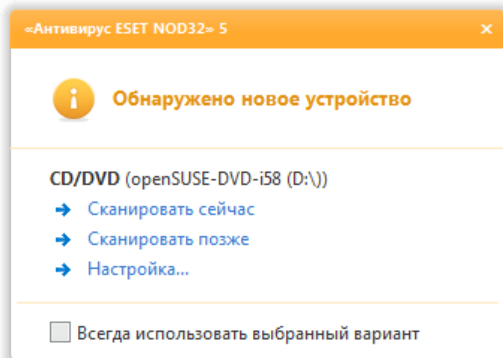 «Антивирус ESET NOD32» 5
Обнаружено новое устройство
CD/DVD (openSUSE-DVD-i58 (D:\))
Сканировать сейчас
Сканировать позже
Настройка...
Всегда использовать выбранный вариант